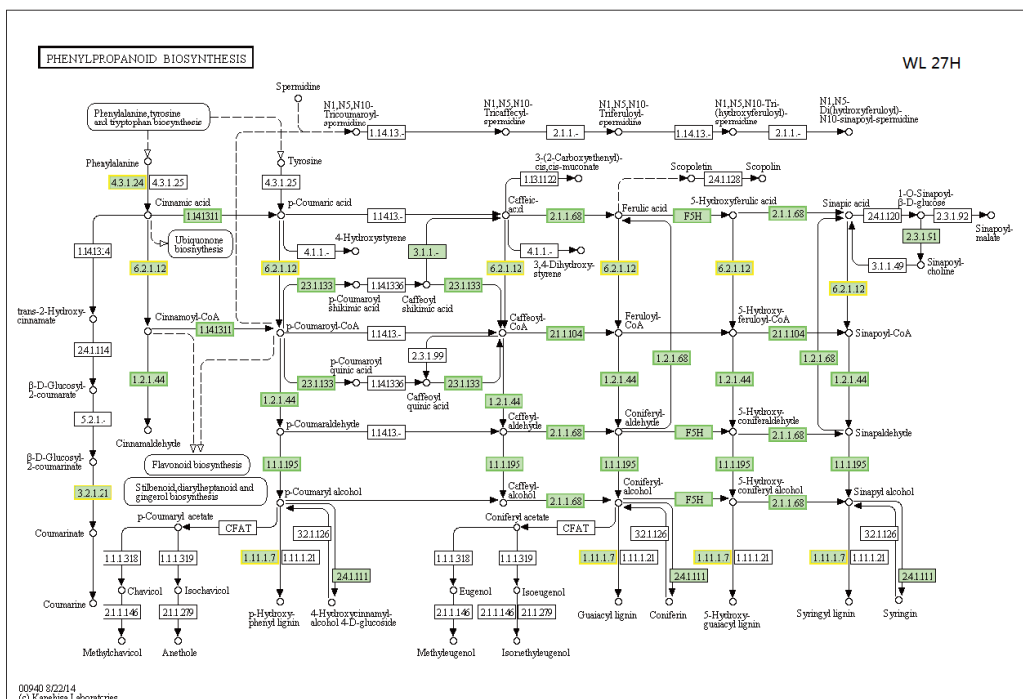 PHENYLPROPANOID BIOSYNTHESIS
WL 27H
Spermidine
Phenylalanine, tyrosine
and tryptophan biosynthesis
N1,N5,N10-
Tricoumaroyl-
spermidine
1.14.13.-
N1,N5,N10-
Tricaffecyl-
spermidine
2.1.1.-
N1,N5,N10-
Triferuloyl-
spermidine
1.14.13.-
N1,N5,N10-Tri-
(hydroxyferuloyl)-
spermidine
2.1.1.-
N1,N5-
Di(hydroxyferuloyl)-
N10-sinapoyl-spermidine
Phenylalanine
Tyrosine
3-(2-Carboxyethenyl)-
cis,cis-muconate
Scopoletin
Scopolin
4.3.1.24
4.3.1.25
4.3.1.25
1.13.11.22
2.4.1.128
Cinnamic acid
p-Coumaric acid
Caffeic
acid
Ferulic acid
5-Hydroxyferulic acid
Sinapic acid
1-O-Sinapoyl-
β-D-glucose
1.14.13.11
1.14.13.-
2.1.1.68
F5H
2.1.1.68
2.4.1.120
2.3.1.92
Sinapoyl-
malate
Ubiquonone
biosnythesis
4-Hydroxystyrene
4.1.1.-
3.1.1.-
4.1.1.-
3,4-Dihydroxy-
styrene
2.3.1.91
3.1.1.49
Sinapoyl-
choline
1.14.13.14
6.2.1.12
6.2.1.12
6.2.1.12
6.2.1.12
6.2.1.12
6.2.1.12
2.3.1.133
1.14.13.36
2.3.1.133
p-Coumaroyl
shikimic acid
Caffeoyl
shikimic acid
trans-2-Hydroxy-
cinnamate
Cinnamoyl-CoA
1.14.13.11
p-Coumaroyl-CoA
1.14.13.-
Caffeoyl-
CoA
2.1.1.104
Feruloyl-
CoA
5-Hydroxy-
feruloyl-CoA
2.1.1.104
Sinapoyl-CoA
2.4.1.114
p-Coumaroyl
quinic acid
2.3.1.99
1.2.1.68
1.2.1.68
1.2.1.44
2.3.1.133
1.14.13.36
2.3.1.133
1.2.1.44
1.2.1.44
1.2.1.44
β-D-Glucosyl-
2-coumarate
1.2.1.44
Caffeoyl
quinic acid
1.2.1.44
5.2.1.-
Cinnamaldehyde
p-Coumaraldehyde
1.14.13.-
Caffeyl-
aldehyde
2.1.1.68
Coniferyl-
aldehyde
F5H
5-Hydroxy-
coniferaldehyde
2.1.1.68
Sinapaldehyde
β-D-Glucosyl-
2-coumarinate
Flavonoid biosynthesis
1.1.1.195
1.1.1.195
1.1.1.195
1.1.1.195
1.1.1.195
3.2.1.21
Stilbenoid, diarylheptanoid and
gingerol biosynthesis
p-Coumaryl alcohol
Caffeyl-
alcohol
2.1.1.68
Coniferyl-
alcohol
F5H
5-Hydroxy-
coniferyl alcohol
2.1.1.68
Sinapyl alcohol
p-Coumaryl acetate
CFAT
Coniferyl acetate
CFAT
Coumarinate
3.2.1.126
3.2.1.126
3.2.1.126
1.1.1.318
1.1.1.319
1.11.1.7
1.11.1.21
1.1.1.318
1.1.1.319
1.11.1.7
1.11.1.21
1.11.1.7
1.11.1.21
1.11.1.7
1.11.1.21
2.4.1.111
2.4.1.111
2.4.1.111
Chavicol
Isochavicol
Eugenol
Isoeugenol
Coumarine
2.1.1.146
2.1.1.279
p-Hydroxy-
phenyl lignin
4-Hydroxycinnamyl-
alcohol 4-D-glucoside
2.1.1.146
2.1.1.146
2.1.1.279
Guaiacyl lignin
Coniferin
5-Hydroxy-
guaiacyl lignin
Syringyl lignin
Syringin
Methylchavicol
Anethole
Methyleugenol
Isomethyleugenol
00940 8/22/14
(c) Kanehisa Laboratories